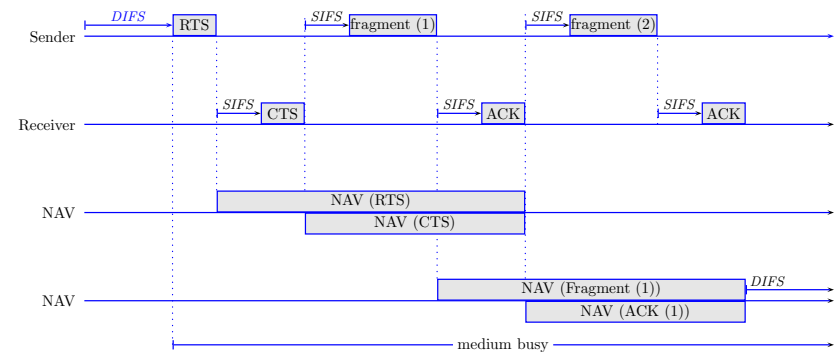 DIFS RTS SIFS fragment (1) SIFS fragment (2)
Sender
SIFS CTS SIFS ACK SIFS ACK
Receiver
NAV (RTS)
NAV
NAV (CTS)
NAV (Fragment (1)) DIFS
NAV
NAV (ACK (1))
medium busy